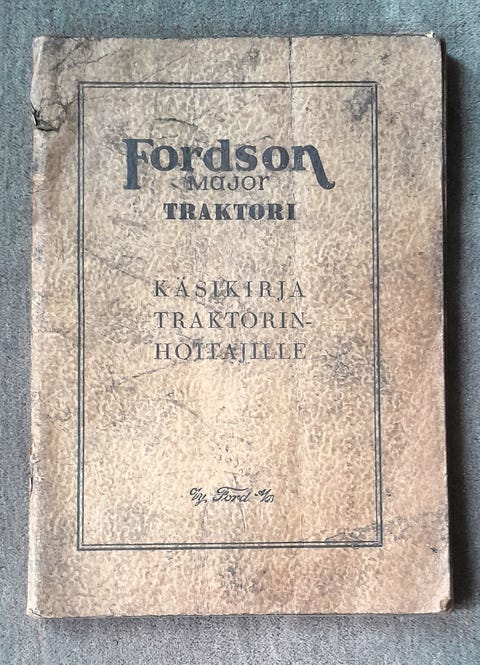 Fordson
Major
TRAKTORI
KÄSIKIRJA
TRAKTORIN-
HOITAJILLE
O/y. Ford A/B